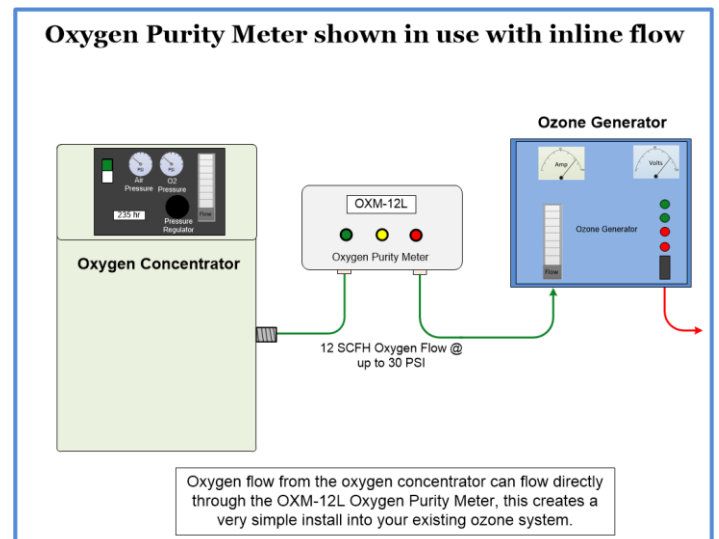 Oxygen Purity Meter shown in use with inline flow
Ozone Generator
PSI
PSI
Air
Pressure
O2
Pressure
235 hr
Pressure
Regulator
Flow
Oxygen Concentrator
OXM-12L
Oxygen Purity Meter
Amp
Volts
Ozone Generator
Flow
12 SCFH Oxygen Flow @
up to 30 PSI
Oxygen flow from the oxygen concentrator can flow directly
through the OXM-12L Oxygen Purity Meter, this creates a
very simple install into your existing ozone system.